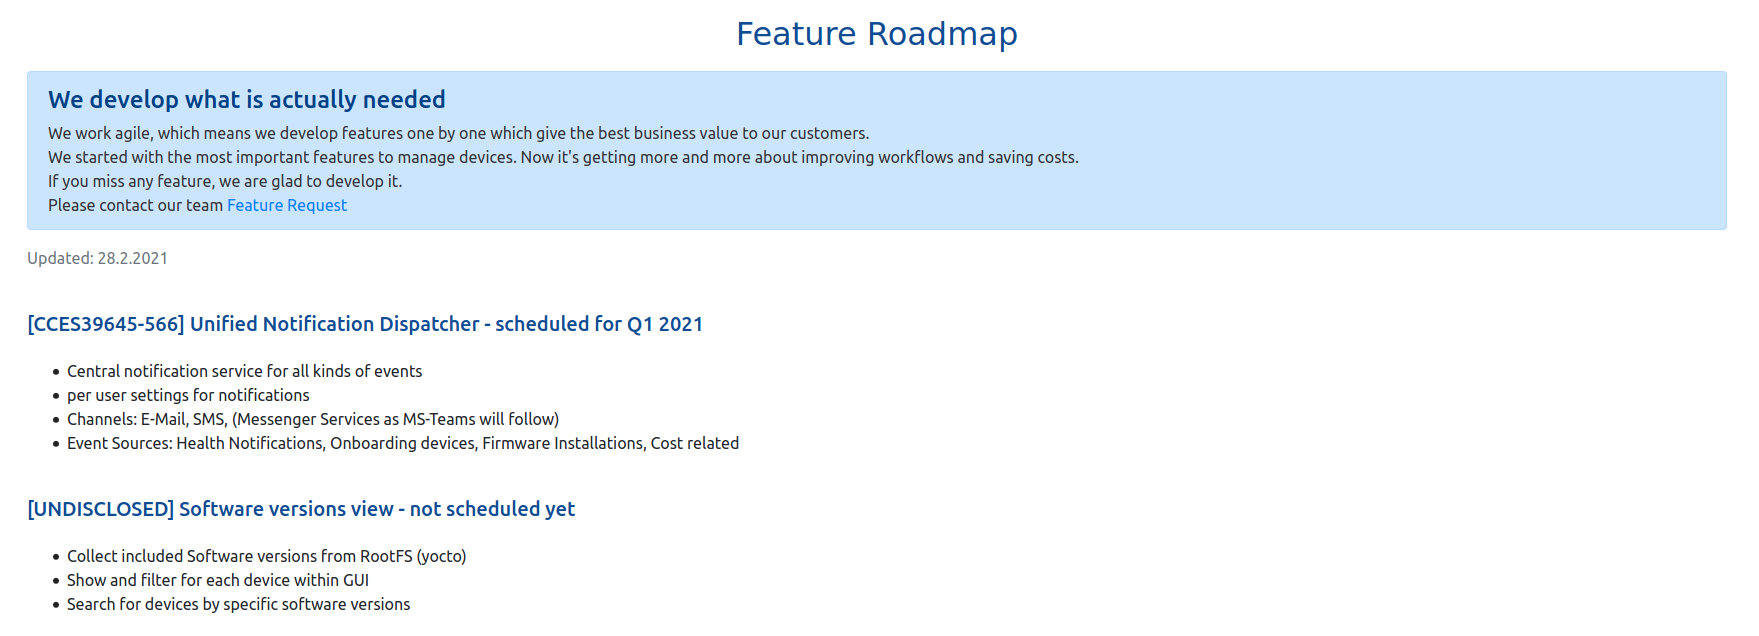 Feature Roadmap
We develop what is actually needed
We work agile, which means we develop features one by one which give the best business value to our customers.
We started with the most important features to manage devices. Now it's getting more and more about improving workflows and saving costs.
If you miss any feature, we are glad to develop it.
Please contact our team Feature Request
Updated: 28.2.2021
[CCES39645-566] Unified Notification Dispatcher - scheduled for Q1 2021
• Central notification service for all kinds of events
• per user settings for notifications
• Channels: E-Mail, SMS, (Messenger Services as MS-Teams will follow)
• Event Sources: Health Notifications, Onboarding devices, Firmware Installations, Cost related
[UNDISCLOSED] Software versions view - not scheduled yet
• Collect included Software versions from RootFS (yocto)
• Show and filter for each device within GUI
• Search for devices by specific software versions